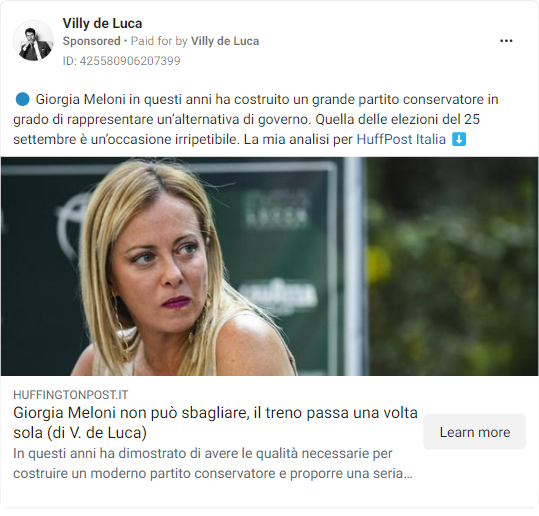 Villy de Luca
Sponsored • Paid for by Villy de Luca
ID: 425580906207399
🔵 Giorgia Meloni in questi anni ha costruito un grande partito conservatore in
grado di rappresentare un'alternativa di governo. Quella delle elezioni del 25
settembre è un'occasione irripetibile. La mia analisi per HuffPost Italia ⬇️
LUCCA
LAVAZZA
HUFFINGTONPOST.IT
Giorgia Meloni non può sbagliare, il treno passa una volta
sola (di V. de Luca)
Learn more
In questi anni ha dimostrato di avere le qualità necessarie per
costruire un moderno partito conservatore e proporre una seria...